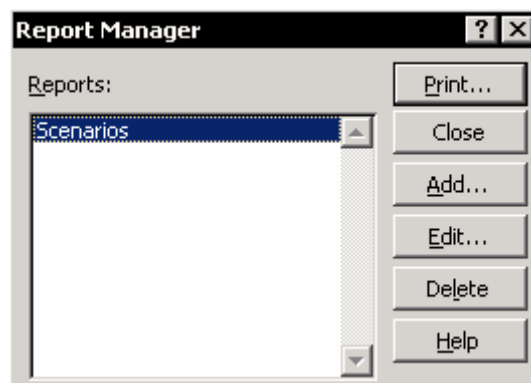 Report Manager
Reports:
Scenarios
Print...
Close
Add...
Edit...
Delete
Help